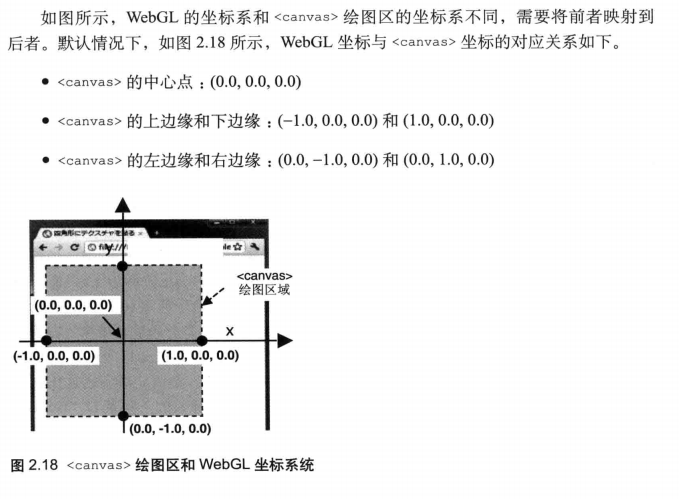 如图所示，WebGL 的坐标系和 <canvas> 绘图区的坐标系不同，需要将前者映射到
后者。默认情况下，如图 2.18 所示，WebGL 坐标与 <canvas> 坐标的对应关系如下。
● <canvas> 的中心点：(0.0, 0.0, 0.0)
● <canvas> 的上边缘和下边缘：(−1.0, 0.0, 0.0) 和 (1.0, 0.0, 0.0)
● <canvas> 的左边缘和右边缘：(0.0, −1.0, 0.0) 和 (0.0, 1.0, 0.0)
四角形にテクスチャを貼る ×
y
<canvas>
绘图区域
(0.0, 0.0, 0.0)
x
(-1.0, 0.0, 0.0)
(1.0, 0.0, 0.0)
(0.0, -1.0, 0.0)
图 2.18 <canvas> 绘图区和 WebGL 坐标系统